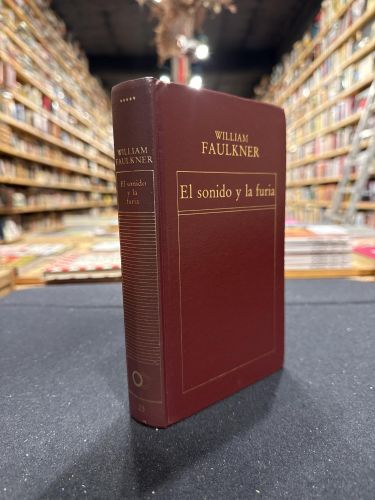 WILLIAM
FAULKNER
El sonido
y la
furia
WILLIAM
FAULKNER
El sonido y la furia